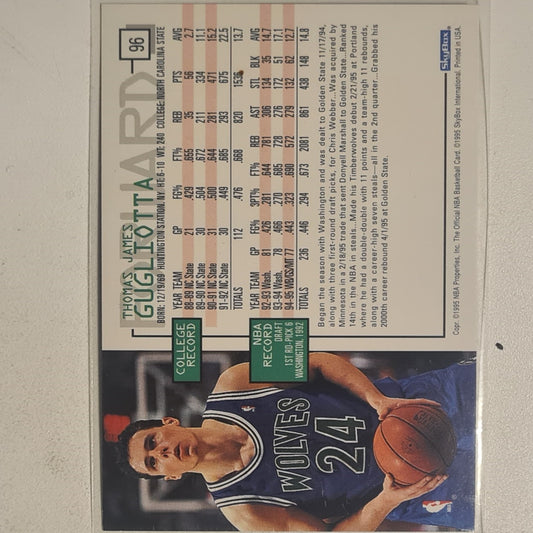 96
THOMAS JAMES
GUGLIOTTA
BORN: 12/19/69 HUNTINGTON STATION, NY HT: 6-10 WT: 240 COLLEGE: NORTH CAROLINA STATE
COLLEGE RECORD
YEAR TEAM GP FG% FT% REB PTS AVG
88-89 NC State 21 .429 .655 35 56 2.7
89-90 NC State 30 .504 .672 211 334 11.1
90-91 NC State 31 .500 .644 281 471 15.2
91-92 NC State 30 .449 .685 293 675 22.5
TOTALS 112 .476 .668 820 1536 13.7
NBA RECORD
DRAFT
1ST RD-PICK 6
WASHINGTON, 1992
YEAR TEAM GP FG% 3PT% FT% REB AST STL BLK AVG
92-93 Wash. 81 .426 .281 .644 781 306 134 35 14.7
93-94 Wash. 78 .466 .270 .685 728 276 172 51 17.1
94-95 W/GS/MT 77 .443 .323 .690 572 279 132 62 12.7
TOTALS 236 .446 .294 .673 2081 861 438 148 14.8
Began the season with Washington and was dealt to Golden State 11/17/94,
along with three first-round draft picks, for Chris Webber...Was acquired by
Minnesota in a 2/18/95 trade that sent Donyell Marshall to Golden State...Ranked
14th in the NBA in steals...Made his Timberwolves debut 2/21/95 at Portland
where he had a double-double with 11 points and a team-high 11 rebounds,
along with a career-high seven steals—all in the 2nd quarter...Grabbed his
2000th career rebound 4/1/95 at Golden State.
Copr. ©1995 NBA Properties, Inc. The Official NBA Basketball Card. ©1995 SkyBox International. Printed in USA.
SkyBox
WOLVES
24